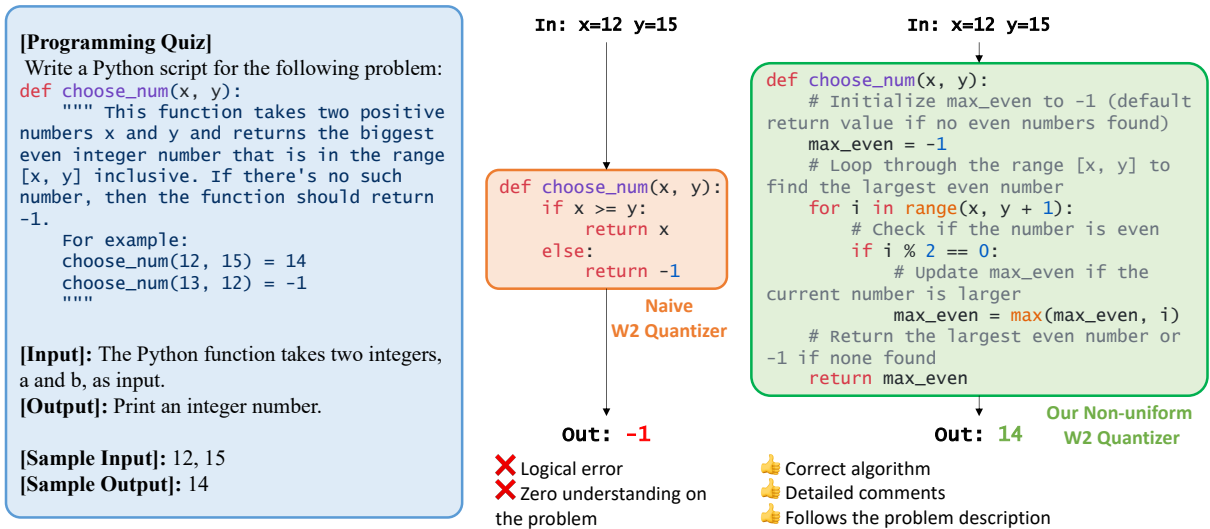 [Programming Quiz]
Write a Python script for the following problem:
def choose_num(x, y):
    """ This function takes two positive
numbers x and y and returns the biggest
even integer number that is in the range
[x, y] inclusive. If there's no such
number, then the function should return
-1.
    For example:
    choose_num(12, 15) = 14
    choose_num(13, 12) = -1
    """
[Input]: The Python function takes two integers,
a and b, as input.
[Output]: Print an integer number.
[Sample Input]: 12, 15
[Sample Output]: 14
In: x=12 y=15
def choose_num(x, y):
    if x >= y:
        return x
    else:
        return -1
Naive
W2 Quantizer
Out: -1
Logical error
Zero understanding on
the problem
In: x=12 y=15
def choose_num(x, y):
    # Initialize max_even to -1 (default
return value if no even numbers found)
    max_even = -1
    # Loop through the range [x, y] to
find the largest even number
    for i in range(x, y + 1):
        # Check if the number is even
        if i % 2 == 0:
            # Update max_even if the
current number is larger
            max_even = max(max_even, i)
    # Return the largest even number or
-1 if none found
    return max_even
Our Non-uniform
W2 Quantizer
Out: 14
Correct algorithm
Detailed comments
Follows the problem description